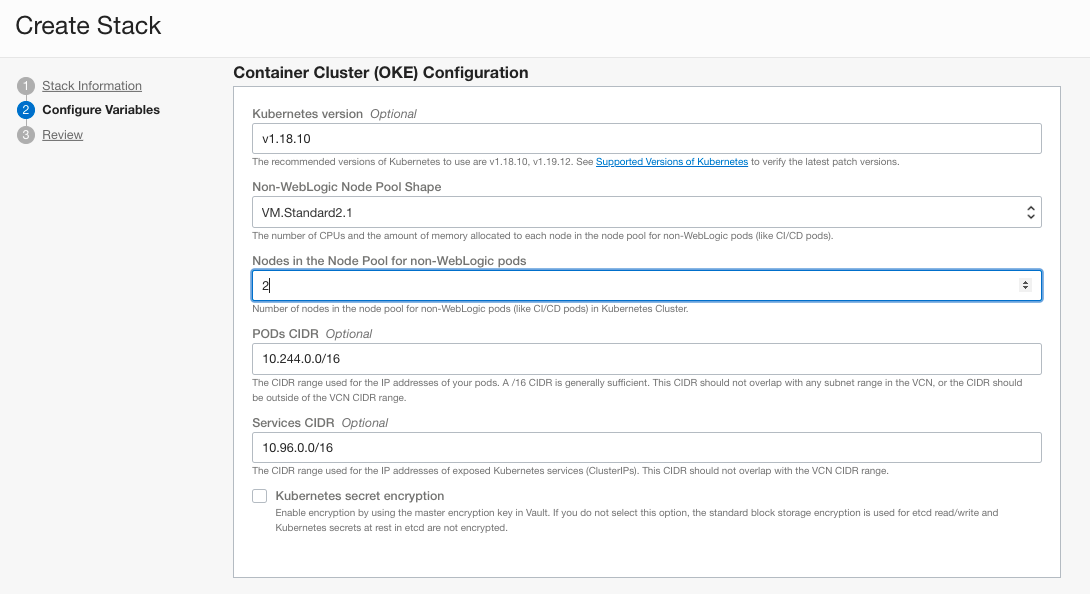 Create Stack
1 Stack Information
2 Configure Variables
3 Review
Container Cluster (OKE) Configuration
Kubernetes version Optional
v1.18.10
The recommended versions of Kubernetes to use are v1.18.10, v1.19.12. See Supported Versions of Kubernetes to verify the latest patch versions.
Non-WebLogic Node Pool Shape
VM.Standard2.1
The number of CPUs and the amount of memory allocated to each node in the node pool for non-WebLogic pods (like CI/CD pods).
Nodes in the Node Pool for non-WebLogic pods
2
Number of nodes in the node pool for non-WebLogic pods (like CI/CD pods) in Kubernetes Cluster.
PODs CIDR Optional
10.244.0.0/16
The CIDR range used for the IP addresses of your pods. A /16 CIDR is generally sufficient. This CIDR should not overlap with any subnet range in the VCN, or the CIDR should
be outside of the VCN CIDR range.
Services CIDR Optional
10.96.0.0/16
The CIDR range used for the IP addresses of exposed Kubernetes services (ClusterIPs). This CIDR should not overlap with the VCN CIDR range.
Kubernetes secret encryption
Enable encryption by using the master encryption key in Vault. If you do not select this option, the standard block storage encryption is used for etcd read/write and
Kubernetes secrets at rest in etcd are not encrypted.